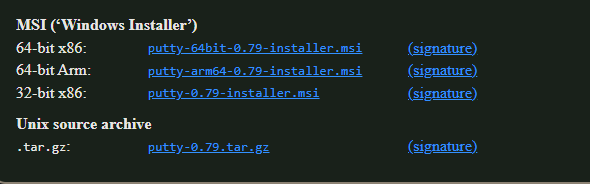 MSI (‘Windows Installer’)
64-bit x86: putty-64bit-0.79-installer.msi (signature)
64-bit Arm: putty-arm64-0.79-installer.msi (signature)
32-bit x86: putty-0.79-installer.msi (signature)
Unix source archive
.tar.gz: putty-0.79.tar.gz (signature)